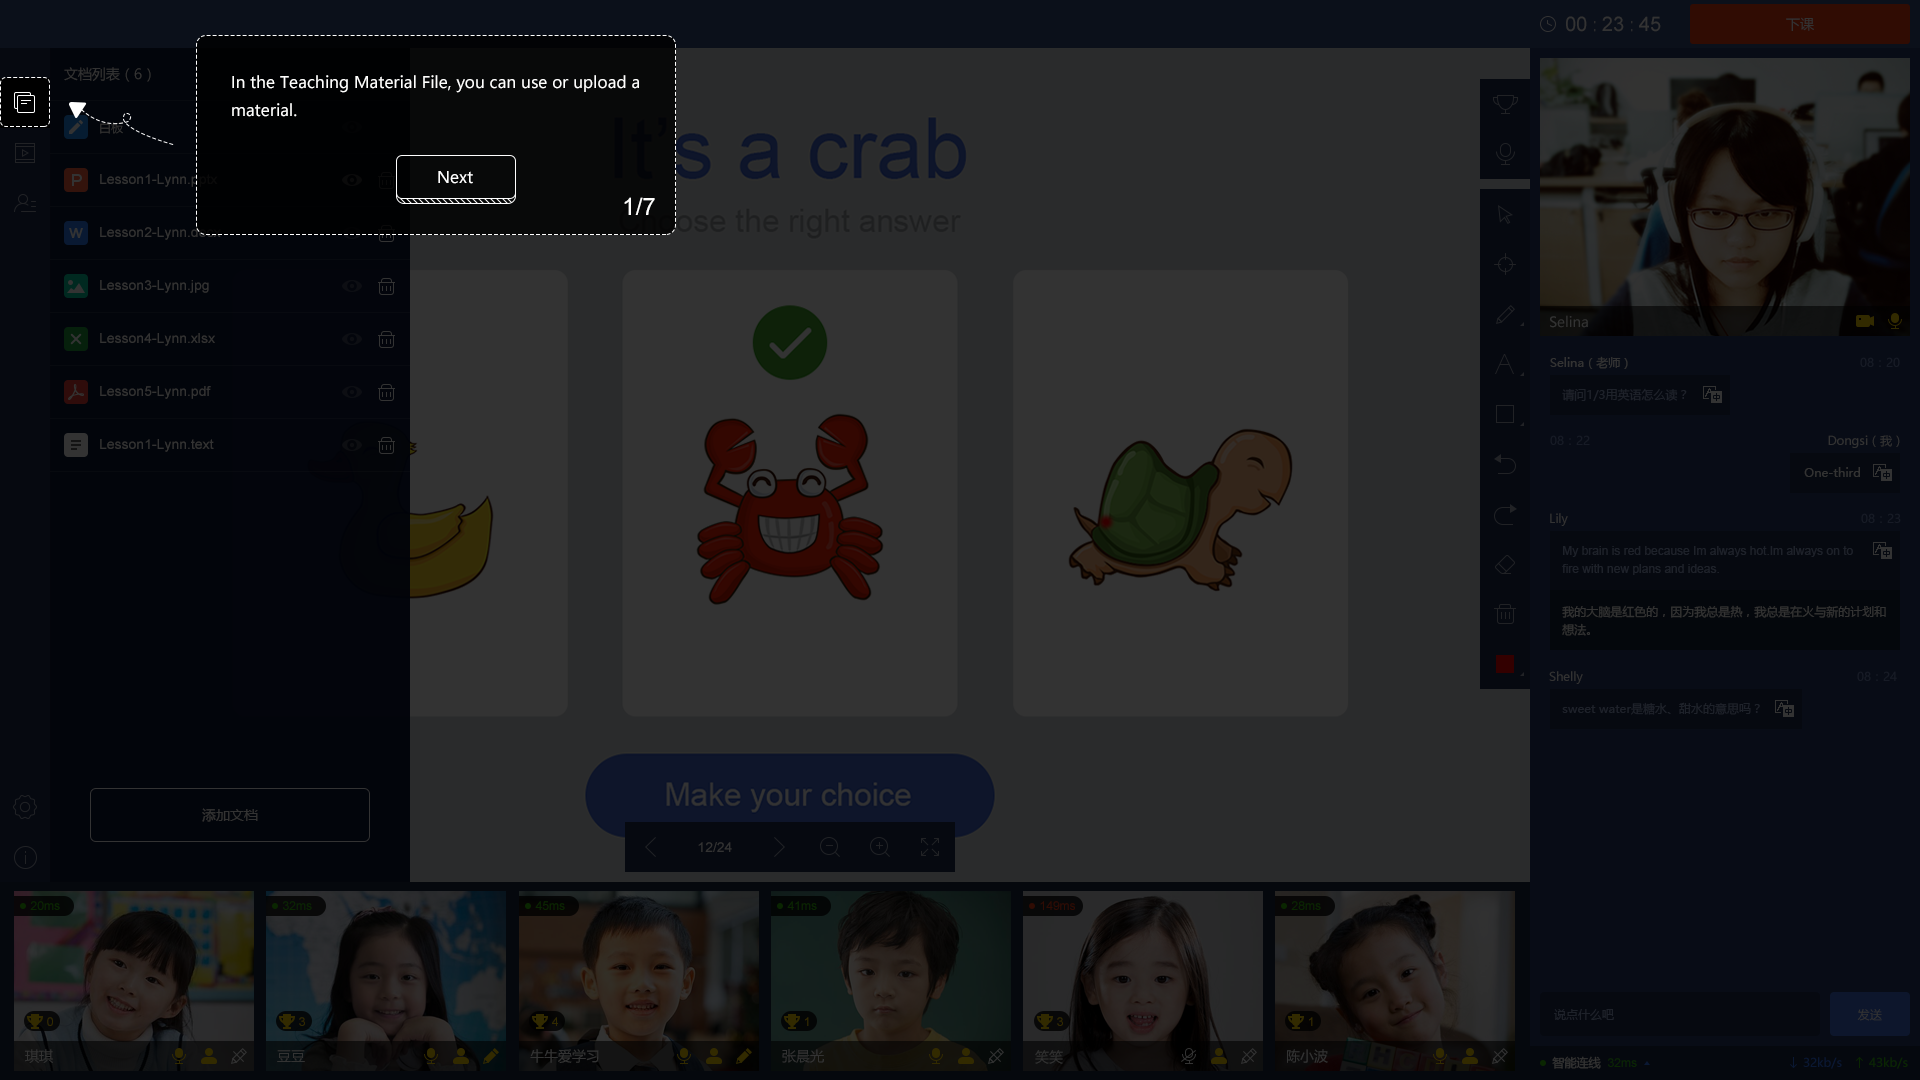 00 : 23 : 45
下课
文档列表（6）
In the Teaching Material File, you can use or upload a
material.
Next
1/7
白板
Lesson1-Lynn.pptx
Lesson3-Lynn.jpg
Lesson4-Lynn.xlsx
Lesson5-Lynn.pdf
Lesson1-Lynn.text
添加文档
It's a crab
the right answer
Make your choice
12/24
Selina
Selina（老师）
08 : 20
请问1/3用英语怎么读？
08 : 22
Dongsi（我）
One-third
Lily
08 : 23
My brain is red because Im always hot.Im always on to
fire with new plans and ideas.
我的大脑是红色的，因为我总是热，我总是在火与新的计划和
想法。
Shelly
08 : 24
sweet water是糖水、甜水的意思吗？
20ms
0
琪琪
32ms
3
豆豆
45ms
4
牛牛爱学习
41ms
1
张晨光
149ms
3
笑笑
28ms
1
陈小波
说点什么吧
发送
智能连线 32ms
32kb/s
43kb/s